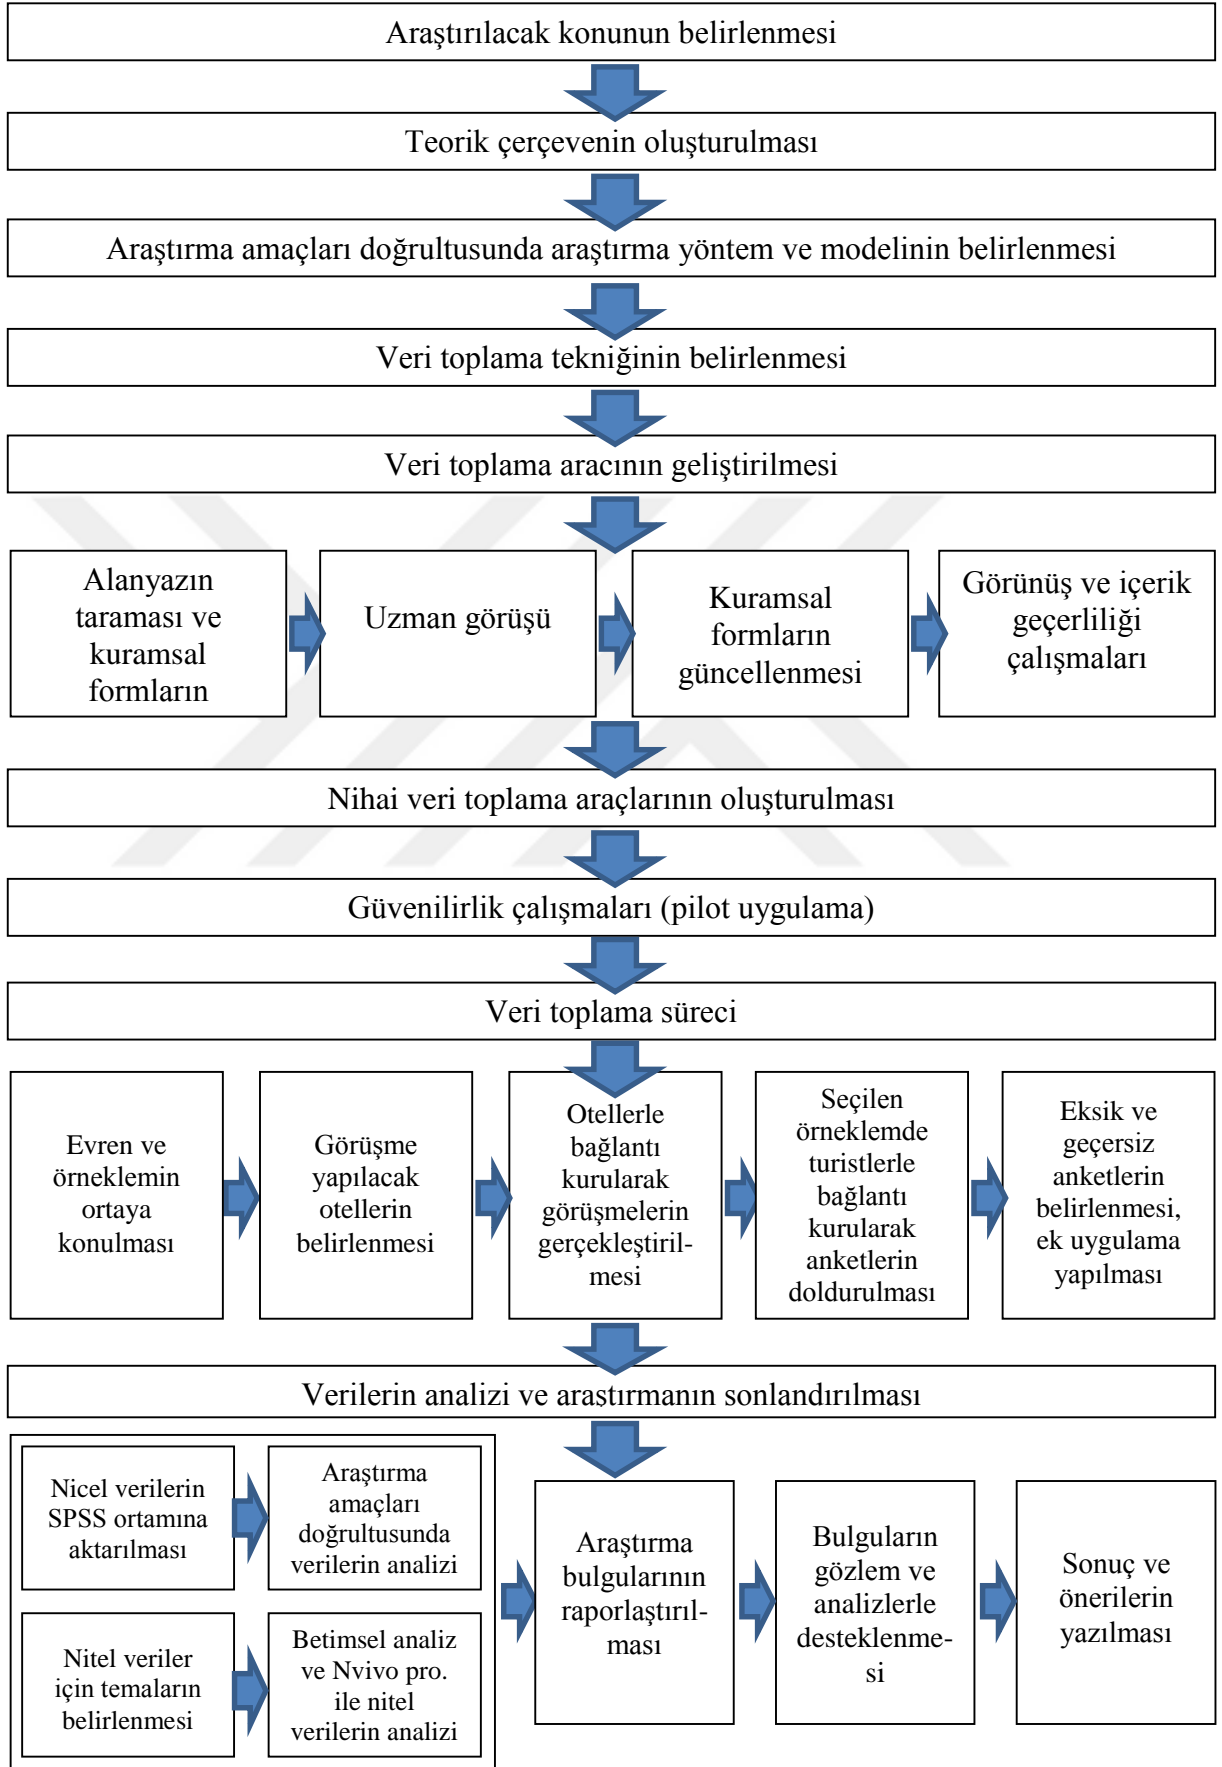 Araştırılacak konunun belirlenmesi
Teorik çerçevenin oluşturulması
Araştırma amaçları doğrultusunda araştırma yöntem ve modelinin belirlenmesi
Veri toplama tekniğinin belirlenmesi
Veri toplama aracının geliştirilmesi
Alanyazın
taraması ve
kuramsal
formların
Uzman görüşü
Kuramsal
formların
güncellenmesi
Görünüş ve içerik
geçerliliği
çalışmaları
Nihai veri toplama araçlarının oluşturulması
Güvenilirlik çalışmaları (pilot uygulama)
Veri toplama süreci
Evren ve
örneklemin
ortaya
konulması
Görüşme
yapılacak
otellerin
belirlenmesi
Otellerle
bağlantı
kurularak
görüşmelerin
gerçekleştiril-
mesi
Seçilen
örneklemde
turistlerle
bağlantı
kurularak
anketlerin
doldurulması
Eksik ve
geçersiz
anketlerin
belirlenmesi,
ek uygulama
yapılması
Verilerin analizi ve araştırmanın sonlandırılması
Nicel verilerin
SPSS ortamına
aktarılması
Araştırma
amaçları
doğrultusunda
verilerin analizi
Nitel veriler
için temaların
belirlenmesi
Betimsel analiz
ve Nvivo pro.
ile nitel
verilerin analizi
Araştırma
bulgularının
raporlaştırıl-
ması
Bulguların
gözlem ve
analizlerle
desteklenme-
si
Sonuç ve
önerilerin
yazılması